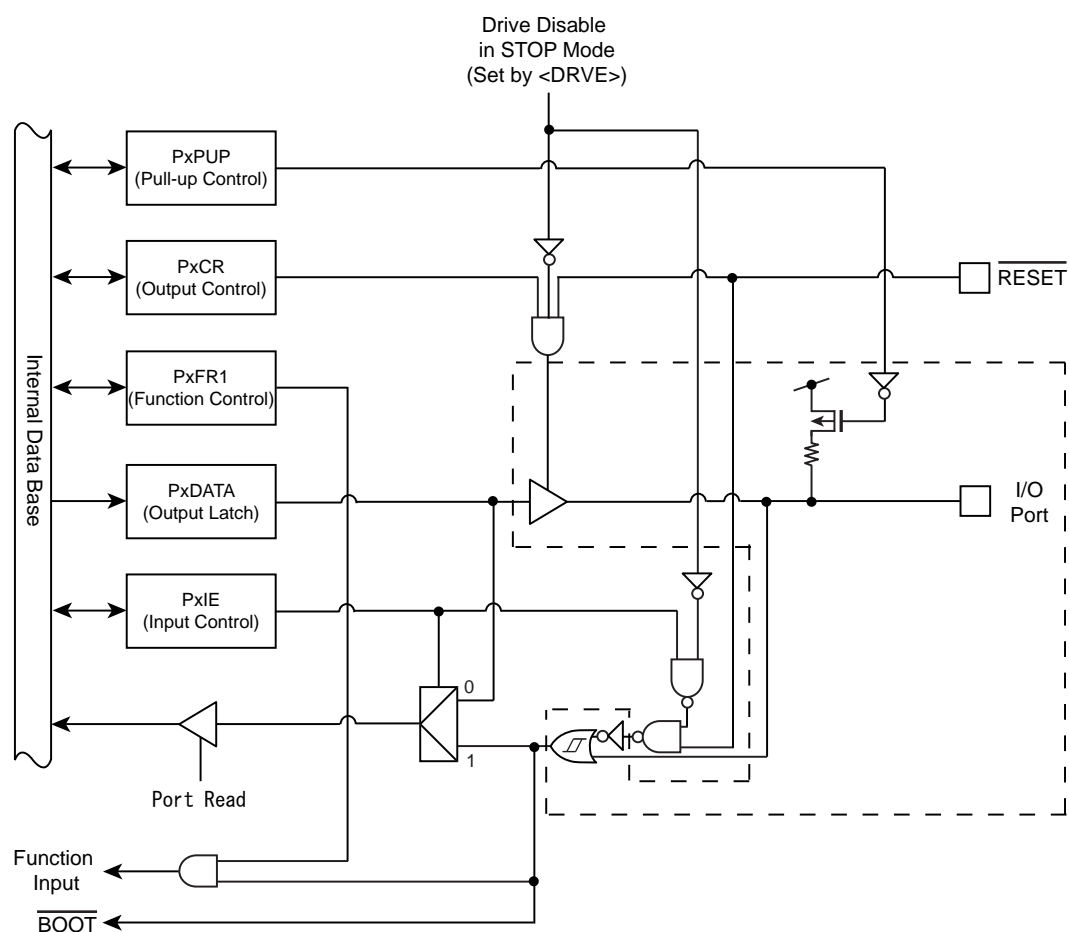 Drive Disable
in STOP Mode
(Set by <DRVE>)
PxPUP
(Pull-up Control)
PxCR
(Output Control)
RESET
PxFR1
(Function Control)
Internal Data Base
PxDATA
(Output Latch)
I/O
Port
PxIE
(Input Control)
0
1
Port Read
Function
Input
BOOT